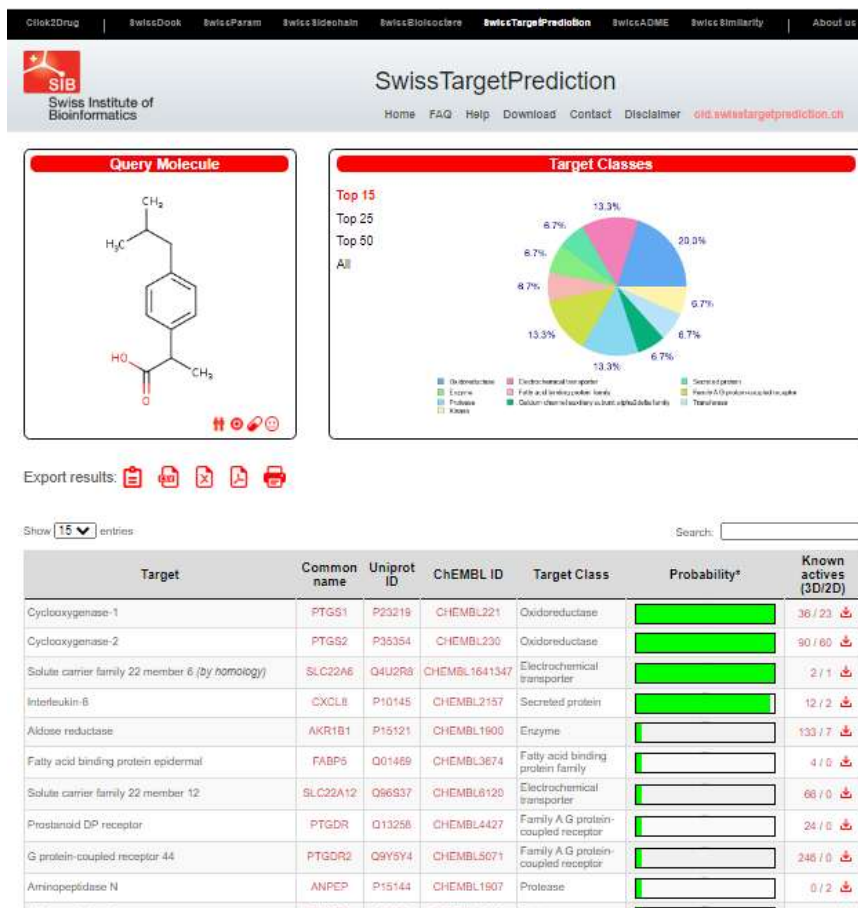 Click2Drug | SwissDock SwissParam SwissSidechain SwissBioisostere SwissTargetPrediction SwissADME SwissSimilarity | About us
SIB
Swiss Institute of
Bioinformatics
SwissTargetPrediction
Home FAQ Help Download Contact Disclaimer old.swisstargetprediction.ch
Query Molecule
CH3
H3C
HO
CH3
O
Target Classes
Top 15
Top 25
Top 50
All
13.3%
6.7%
20.0%
6.7%
6.7%
6.7%
13.3%
6.7%
6.7%
13.3%
Oxidoreductase Electrochemical transporter Secreted protein
Enzyme Fatty acid binding protein family Family A G protein-coupled receptor
Protease Calcium channel auxiliary subunit alpha2delta family Transferase
Kinase
Export results:
Show 15 entries
Search:
Target Common name Uniprot ID ChEMBL ID Target Class Probability* Known actives (3D/2D)
Cyclooxygenase-1 PTGS1 P23219 CHEMBL221 Oxidoreductase 36 / 23
Cyclooxygenase-2 PTGS2 P35354 CHEMBL230 Oxidoreductase 90 / 60
Solute carrier family 22 member 6 (by homology) SLC22A6 Q4U2R8 CHEMBL1641347 Electrochemical transporter 2 / 1
Interleukin-8 CXCL8 P10145 CHEMBL2157 Secreted protein 12 / 2
Aldose reductase AKR1B1 P15121 CHEMBL1900 Enzyme 133 / 7
Fatty acid binding protein epidermal FABP5 Q01469 CHEMBL3674 Fatty acid binding protein family 4 / 0
Solute carrier family 22 member 12 SLC22A12 Q96S37 CHEMBL6120 Electrochemical transporter 66 / 0
Prostanoid DP receptor PTGDR Q13258 CHEMBL4427 Family A G protein-coupled receptor 24 / 0
G protein-coupled receptor 44 PTGDR2 Q9Y5Y4 CHEMBL5071 Family A G protein-coupled receptor 246 / 0
Aminopeptidase N ANPEP P15144 CHEMBL1907 Protease 0 / 2